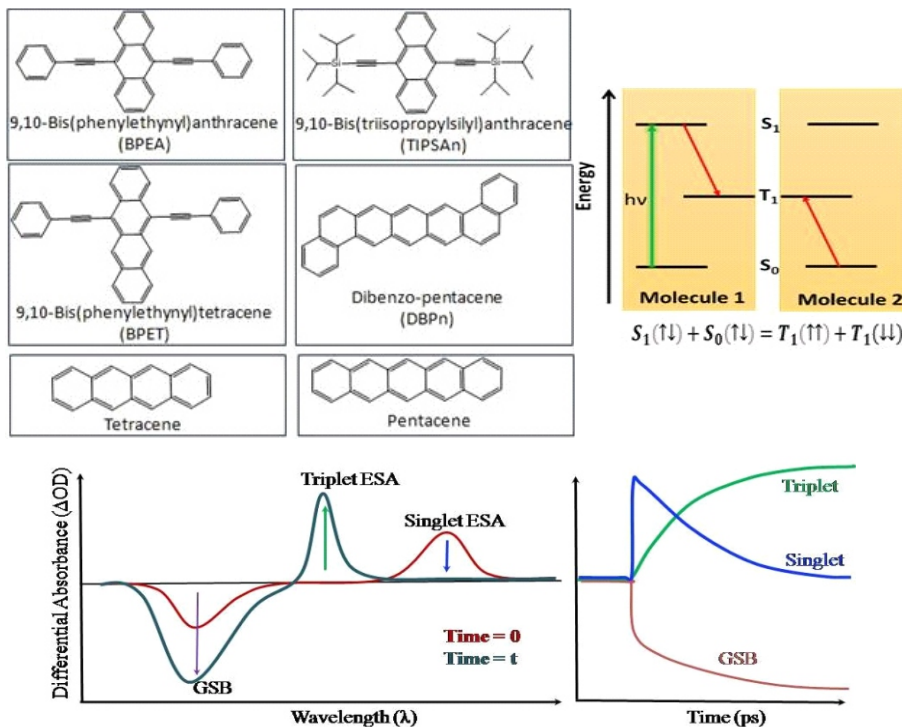 9,10-Bis(phenylethynyl)anthracene
(BPEA)
Si
Si
9,10-Bis(triisopropylsilyl)anthracene
(TIPSAn)
9,10-Bis(phenylethynyl)tetracene
(BPET)
Dibenzo-pentacene
(DBPn)
Tetracene
Pentacene
Energy
hν
S₁
T₁
S₀
Molecule 1
Molecule 2
S₁(↑↓) + S₀(↑↓) = T₁(↑↑) + T₁(↓↓)
Differential Absorbance (ΔOD)
Triplet ESA
Singlet ESA
GSB
Time = 0
Time = t
Wavelength (λ)
Triplet
Singlet
GSB
Time (ps)